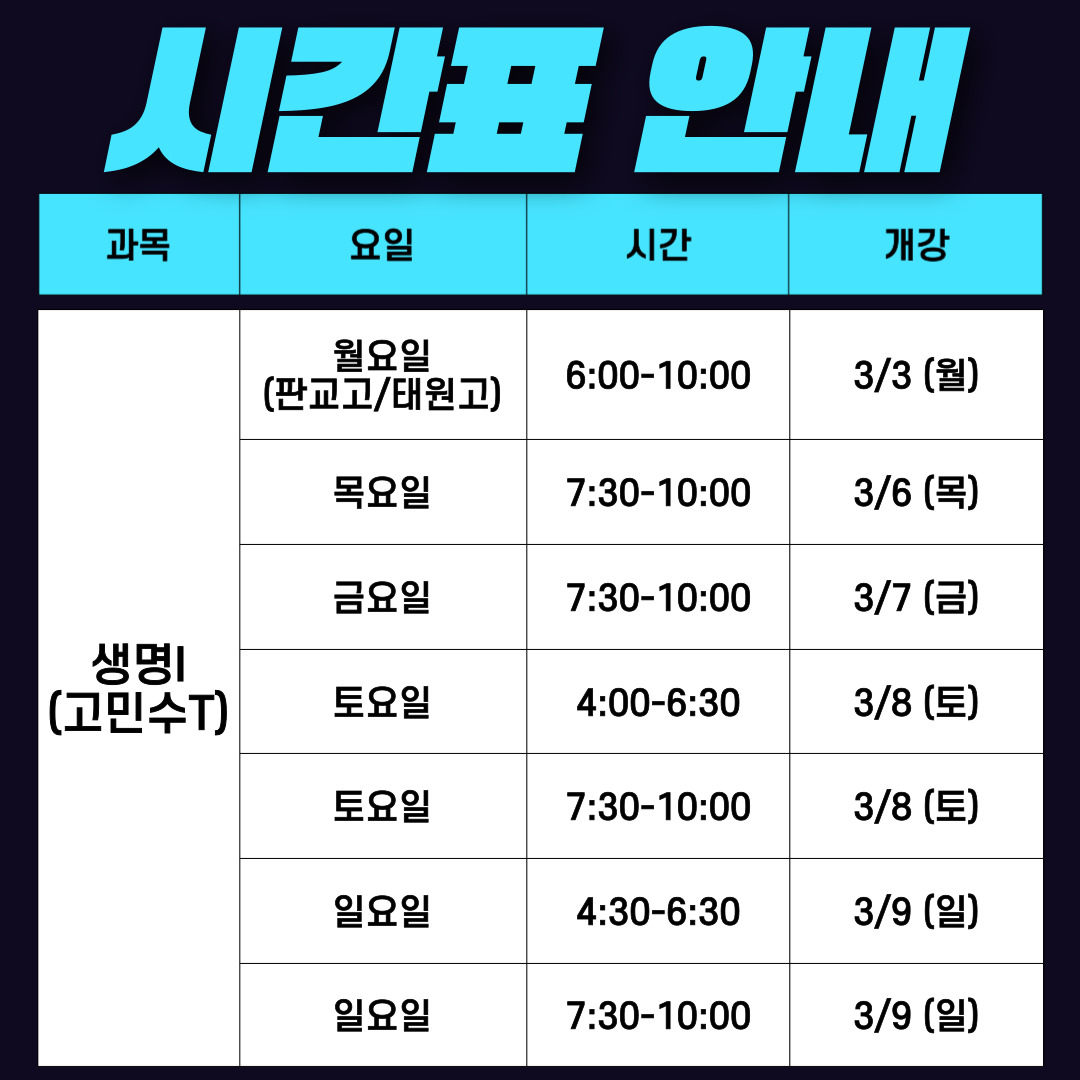 시간표 안내
과목 요일 시간 개강
생명I
(고민수T)
월요일
(판교고/태원고)
6:00-10:00 3/3 (월)
목요일 7:30-10:00 3/6 (목)
금요일 7:30-10:00 3/7 (금)
토요일 4:00-6:30 3/8 (토)
토요일 7:30-10:00 3/8 (토)
일요일 4:30-6:30 3/9 (일)
일요일 7:30-10:00 3/9 (일)